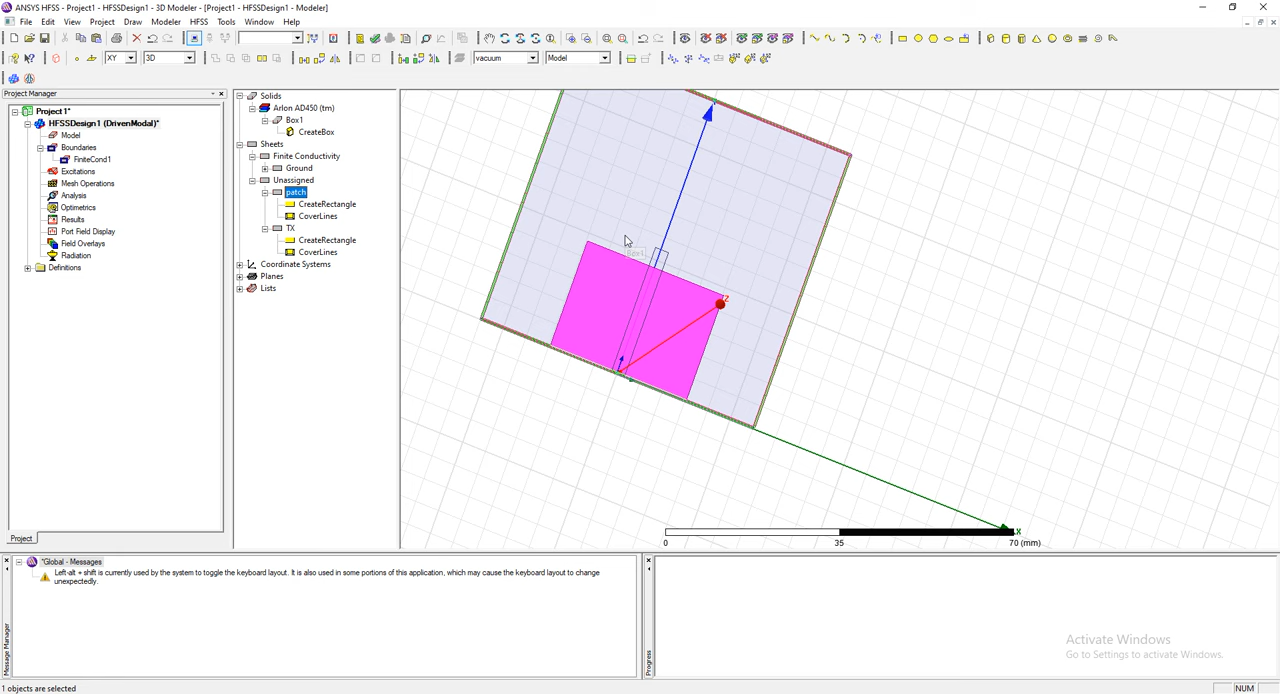 ANSYS HFSS - Project1 - HFSSDesign1 - 3D Modeler - [Project1 - HFSSDesign1 - Modeler]
File Edit View Project Draw Modeler HFSS Tools Window Help
XY 3D vacuum Model
Project Manager
Project1*
HFSSDesign1 (DrivenModal)*
Model
Boundaries
FiniteCond1
Excitations
Mesh Operations
Analysis
Optimetrics
Results
Port Field Display
Field Overlays
Radiation
Definitions
Project
Solids
Arlon AD450 (tm)
Box1
CreateBox
Sheets
Finite Conductivity
Ground
Unassigned
patch
CreateRectangle
CoverLines
TX
CreateRectangle
CoverLines
Coordinate Systems
Planes
Lists
Box1
Z
X
0 35 70 (mm)
*Global - Messages
Left-alt + shift is currently used by the system to toggle the keyboard layout. It is also used in some portions of this application, which may cause the keyboard layout to change
unexpectedly.
Message Manager
Progress
Activate Windows
Go to Settings to activate Windows.
1 objects are selected
NUM